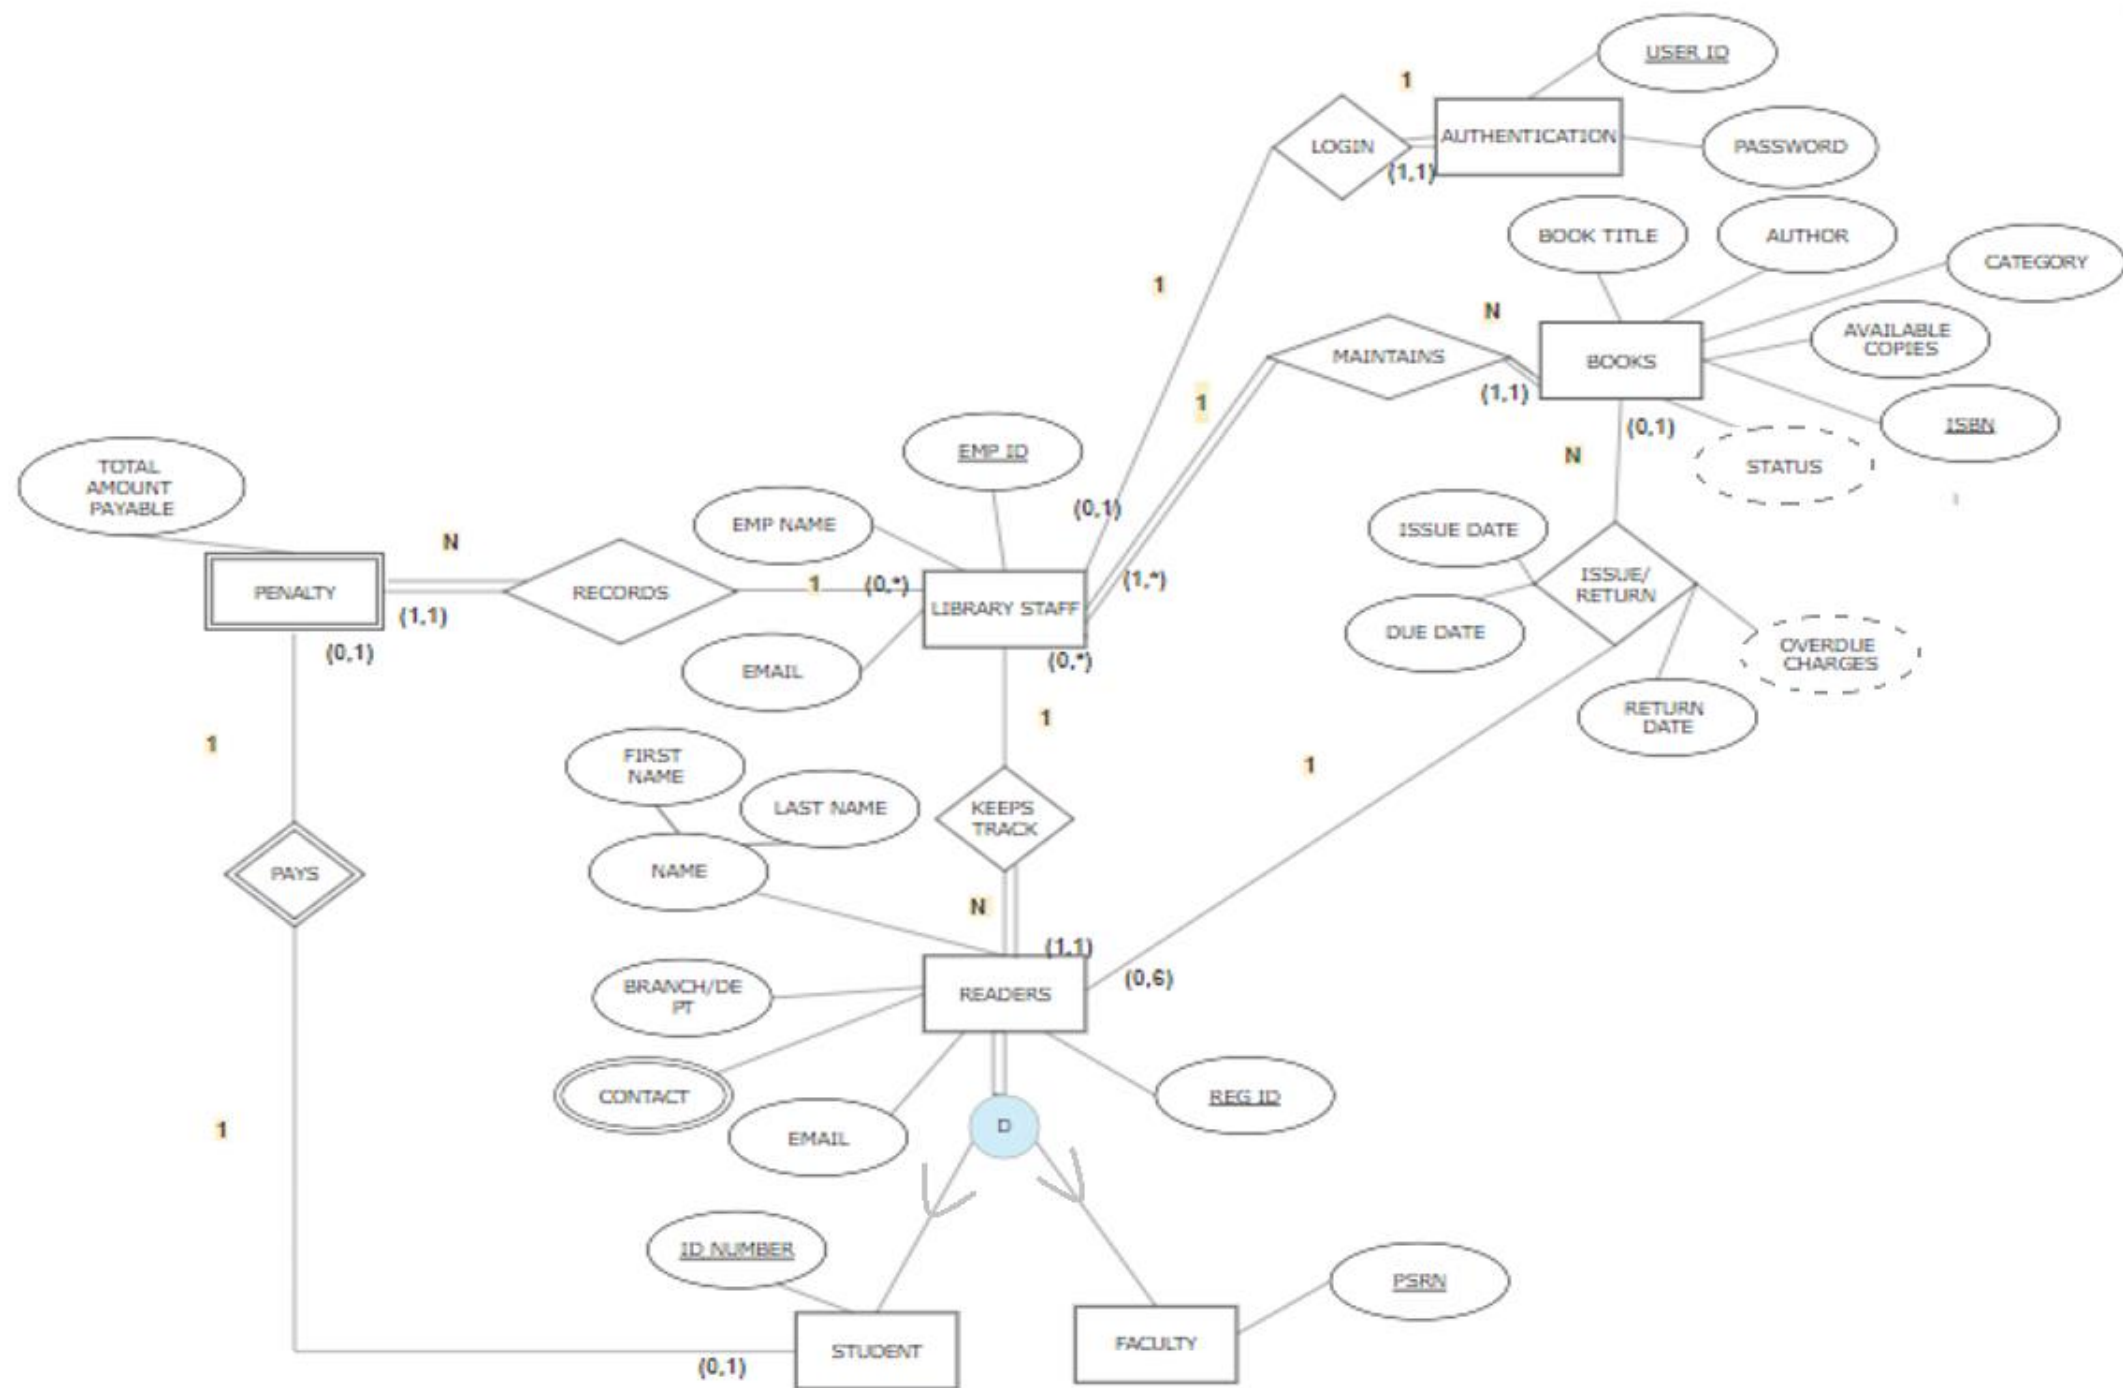 USER ID
1
AUTHENTICATION
LOGIN
PASSWORD
(1,1)
BOOK TITLE
AUTHOR
CATEGORY
1
N
AVAILABLE
COPIES
MAINTAINS
BOOKS
(1,1)
1
(0,1)
ISBN
EMP ID
N
STATUS
TOTAL
AMOUNT
PAYABLE
(0,1)
EMP NAME
ISSUE DATE
N
ISSUE/
RETURN
PENALTY
RECORDS
1
(0,*)
LIBRARY STAFF
(1,*)
(1,1)
DUE DATE
OVERDUE
CHARGES
(0,1)
(0,*)
EMAIL
RETURN
DATE
1
1
FIRST
NAME
1
LAST NAME
KEEPS
TRACK
PAYS
NAME
N
(1,1)
(0,6)
BRANCH/DE
PT
READERS
CONTACT
REG ID
1
D
EMAIL
ID NUMBER
PSRN
STUDENT
FACULTY
(0,1)